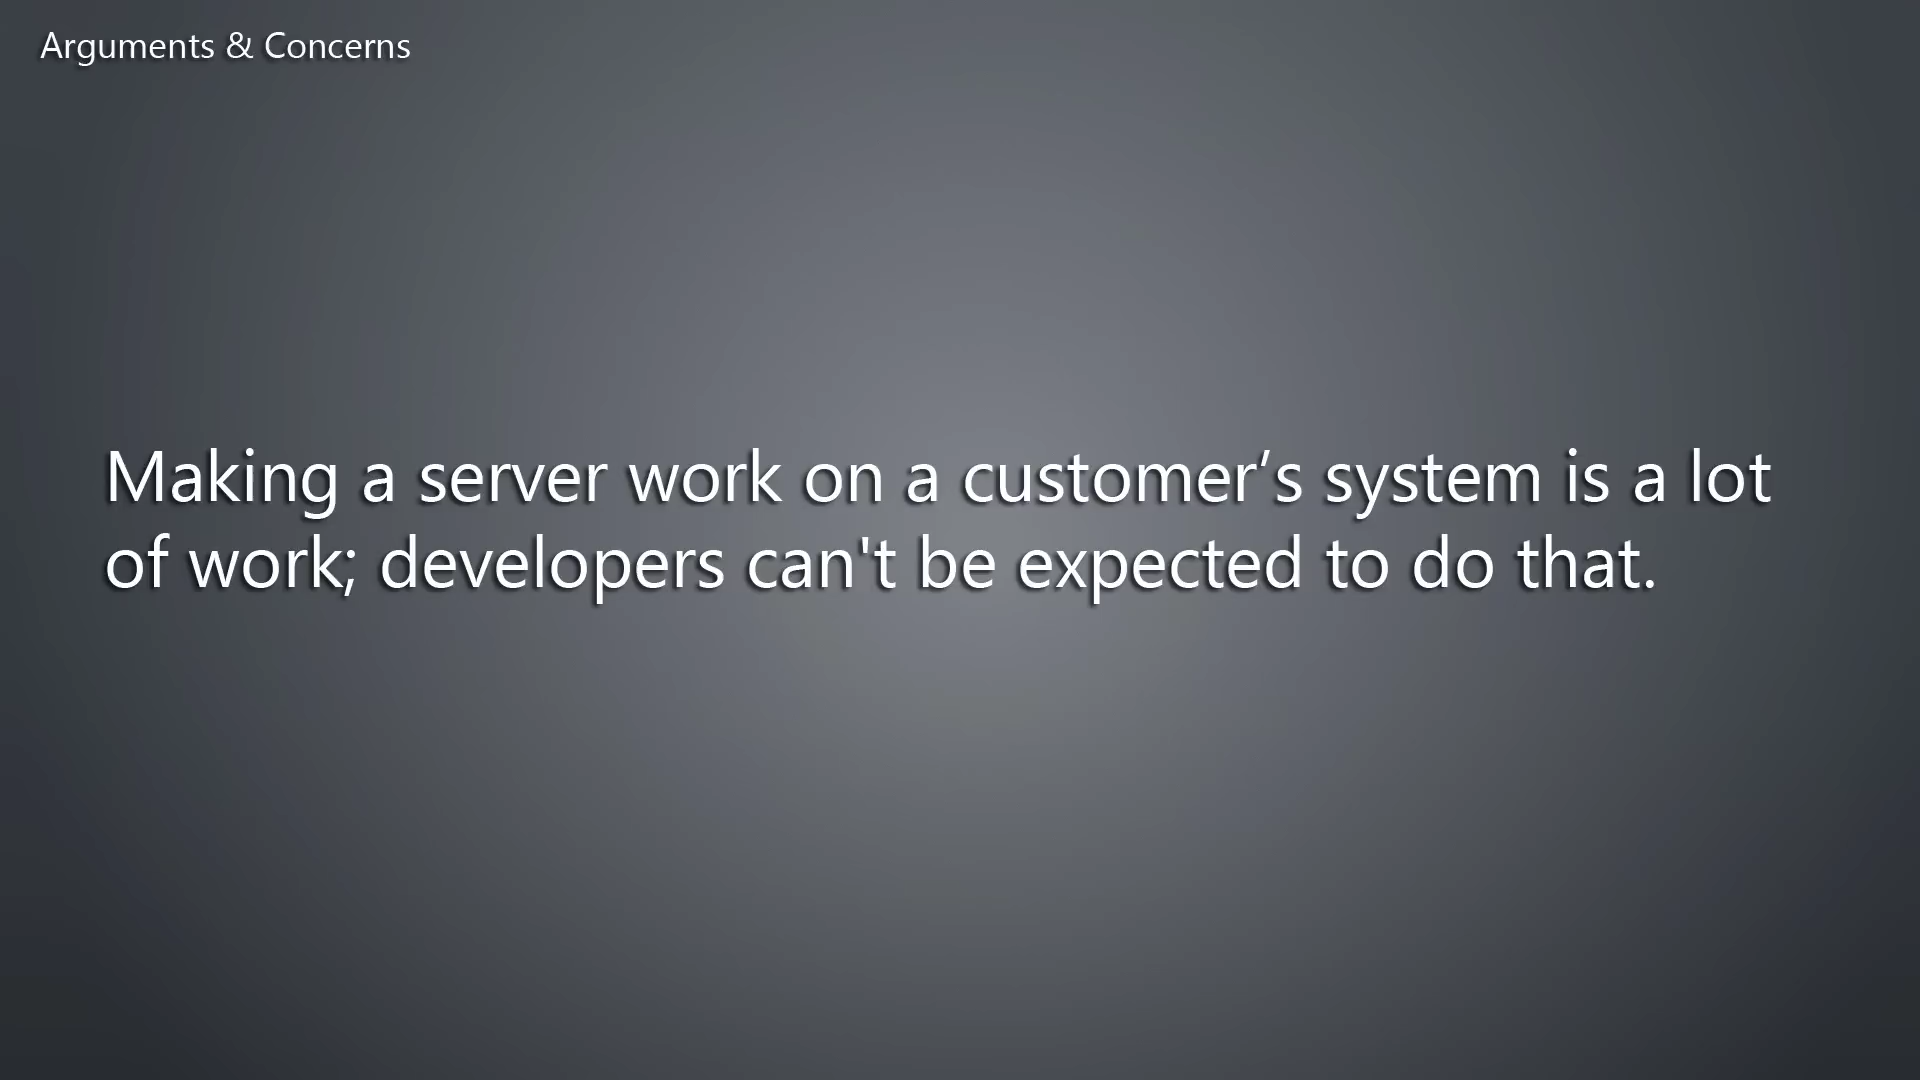 Arguments & Concerns
Making a server work on a customer’s system is a lot
of work; developers can't be expected to do that.